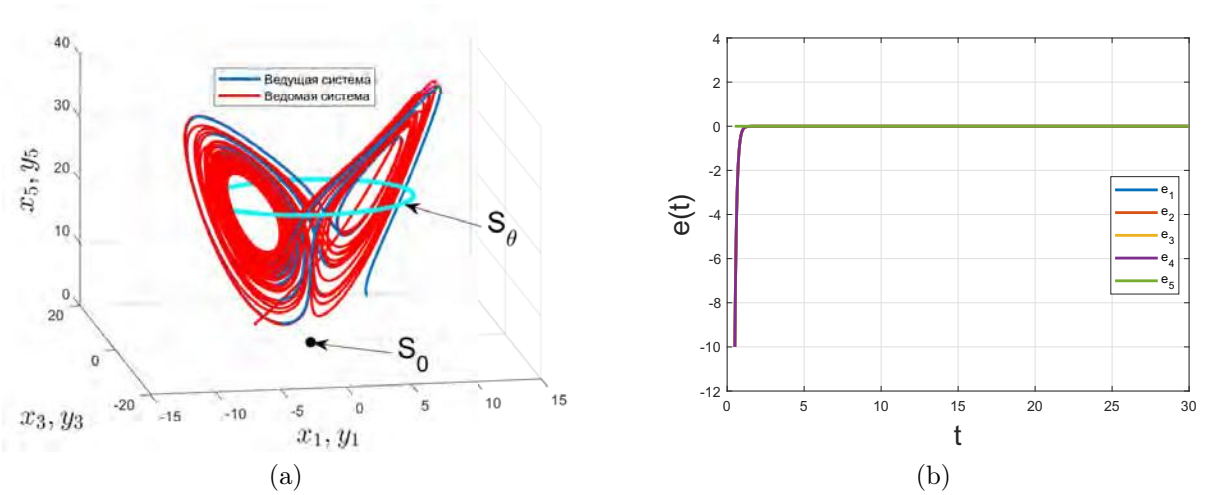 40
30
20
10
0
x₅, y₅
Ведущая система
Ведомая система
S_θ
S₀
20
0
-20
x₃, y₃
-15
-10
-5
0
5
10
15
x₁, y₁
(a)
4
2
0
-2
-4
-6
-8
-10
-12
e(t)
e₁
e₂
e₃
e₄
e₅
0
5
10
15
20
25
30
t
(b)